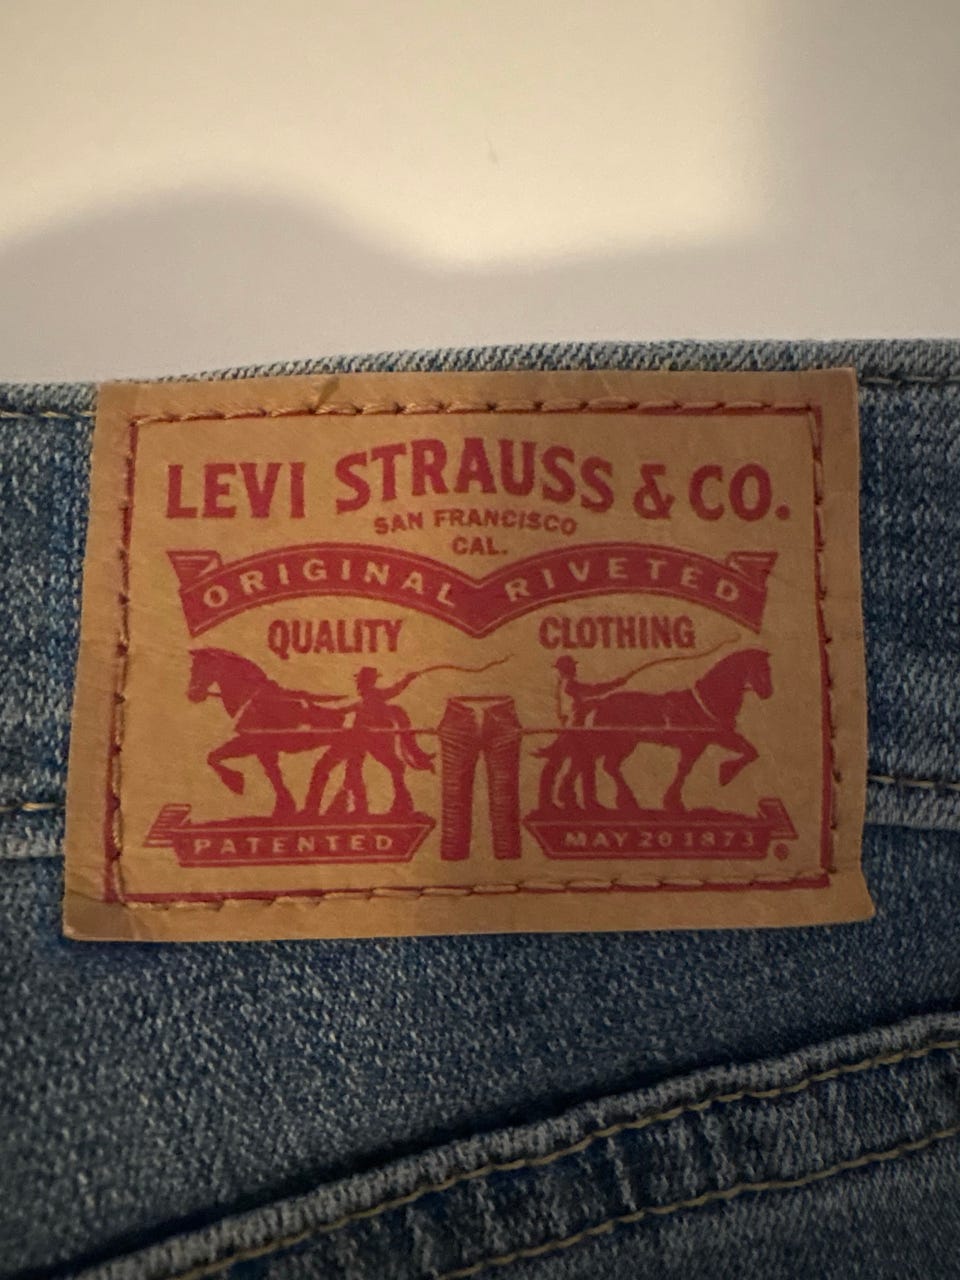 LEVI STRAUSS & CO.
SAN FRANCISCO
CAL.
ORIGINAL RIVETED
QUALITY CLOTHING
PATENTED MAY 20 1873 ®